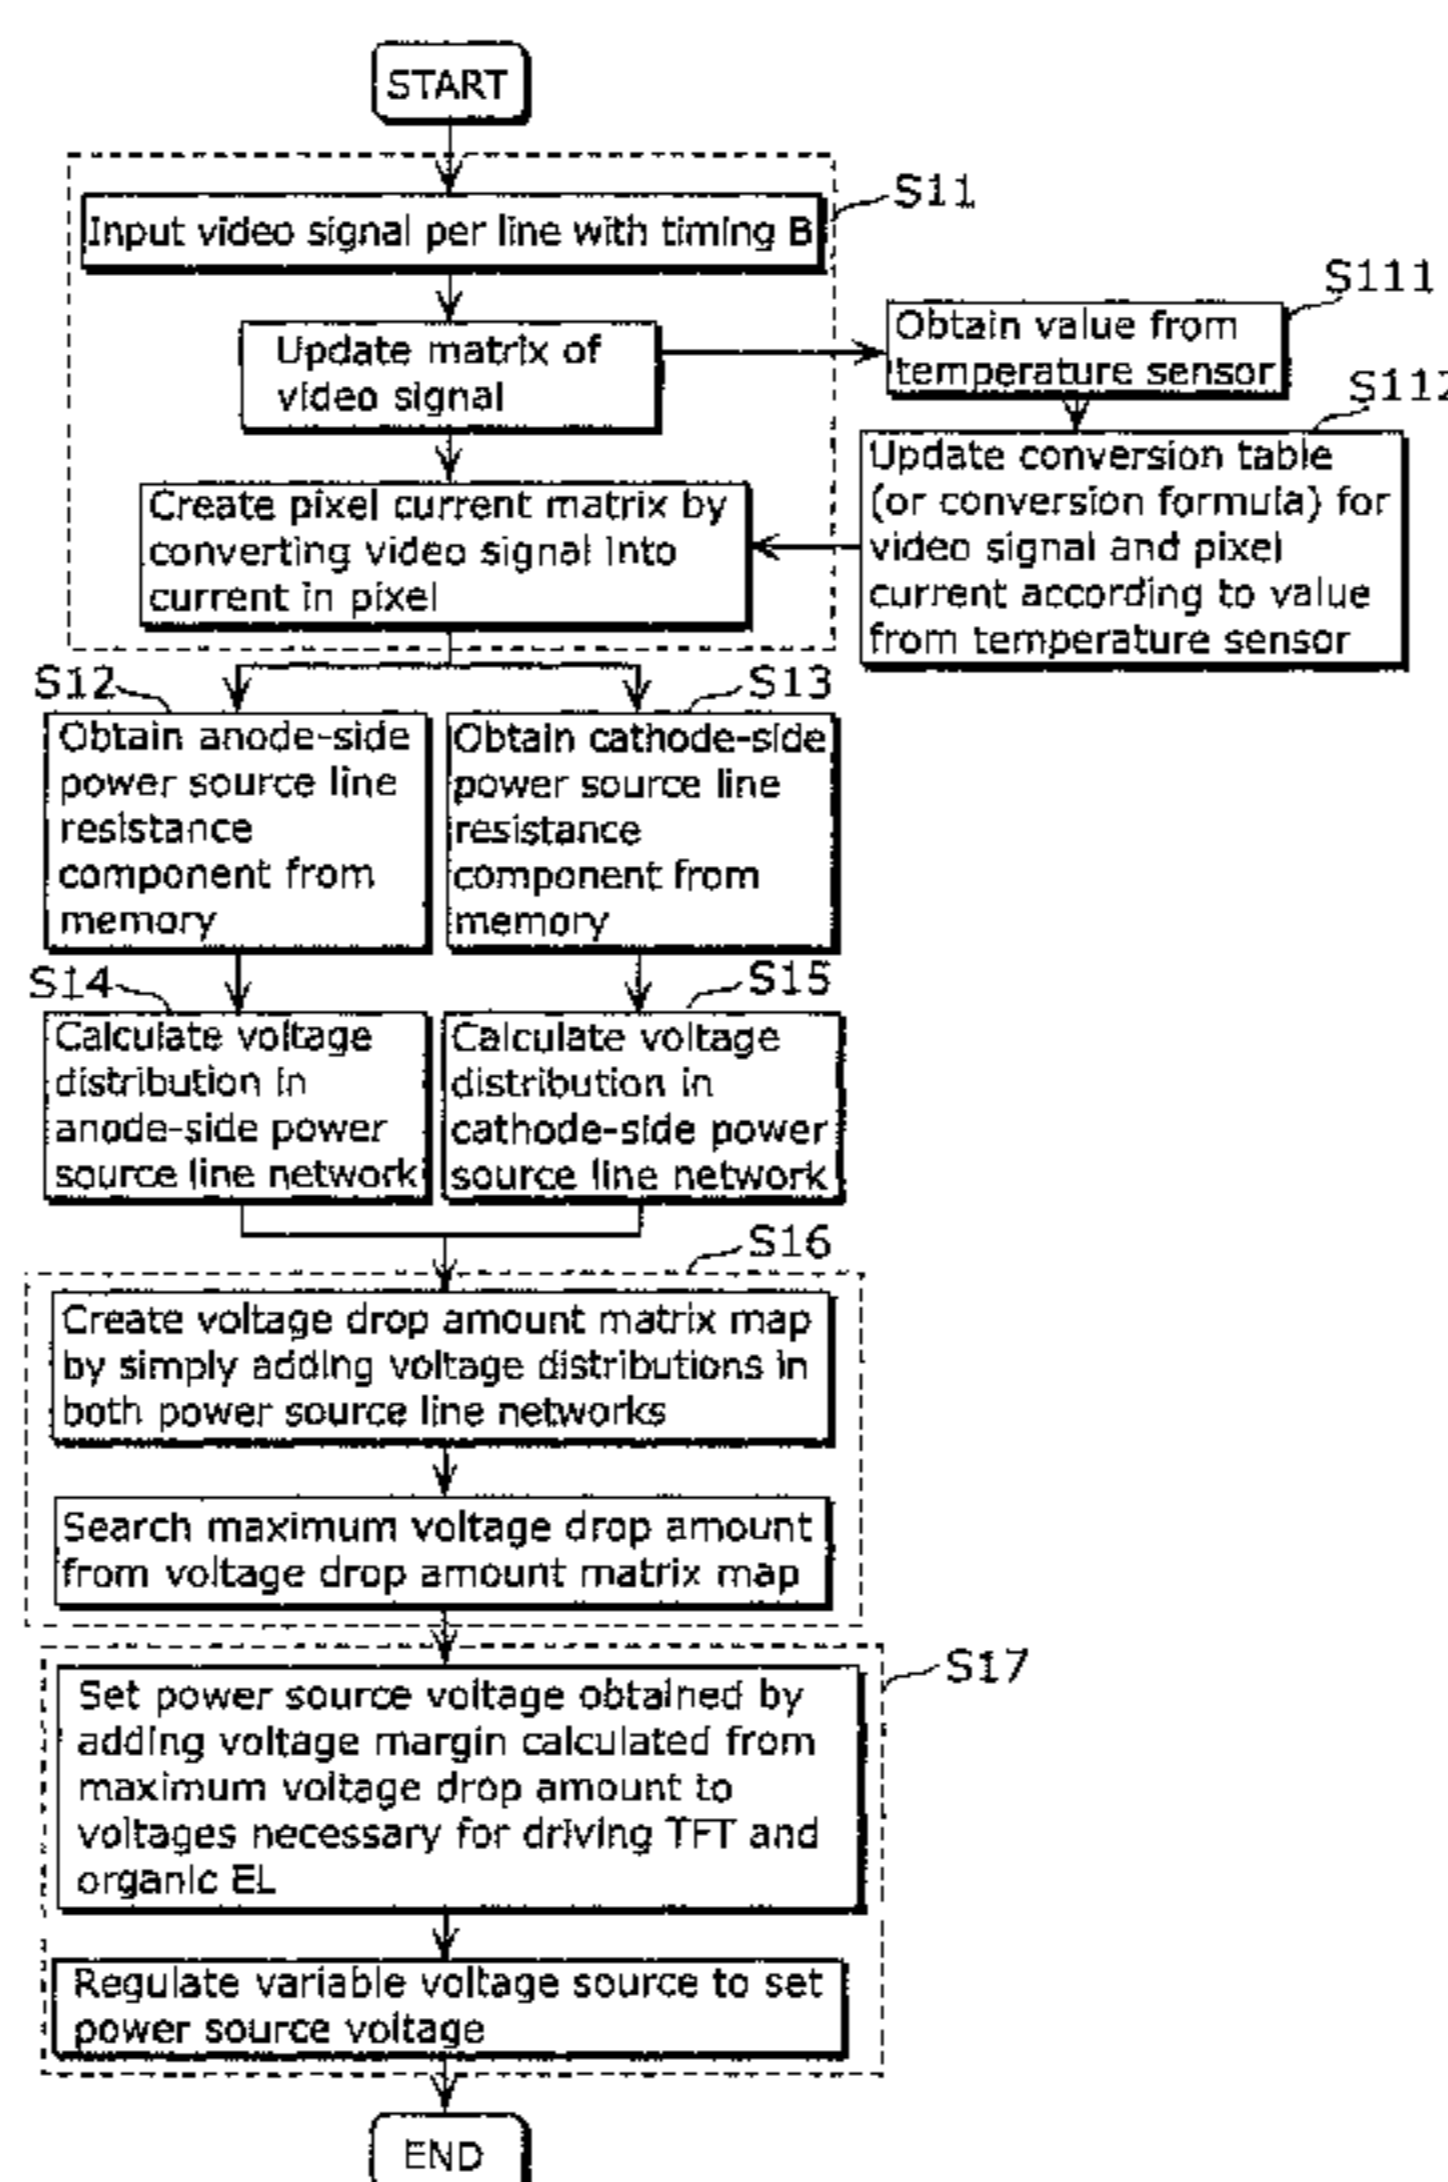 START
S11
Input video signal per line with timing B
Update matrix of
video signal
S111
Obtain value from
temperature sensor
S112
Update conversion table
(or conversion formula) for
video signal and pixel
current according to value
from temperature sensor
Create pixel current matrix by
converting video signal into
current in pixel
S12
Obtain anode-side
power source line
resistance
component from
memory
S13
Obtain cathode-side
power source line
resistance
component from
memory
S14
Calculate voltage
distribution in
anode-side power
source line network
S15
Calculate voltage
distribution in
cathode-side power
source line network
S16
Create voltage drop amount matrix map
by simply adding voltage distributions in
both power source line networks
Search maximum voltage drop amount
from voltage drop amount matrix map
S17
Set power source voltage obtained by
adding voltage margin calculated from
maximum voltage drop amount to
voltages necessary for driving TFT and
organic EL
Regulate variable voltage source to set
power source voltage
END